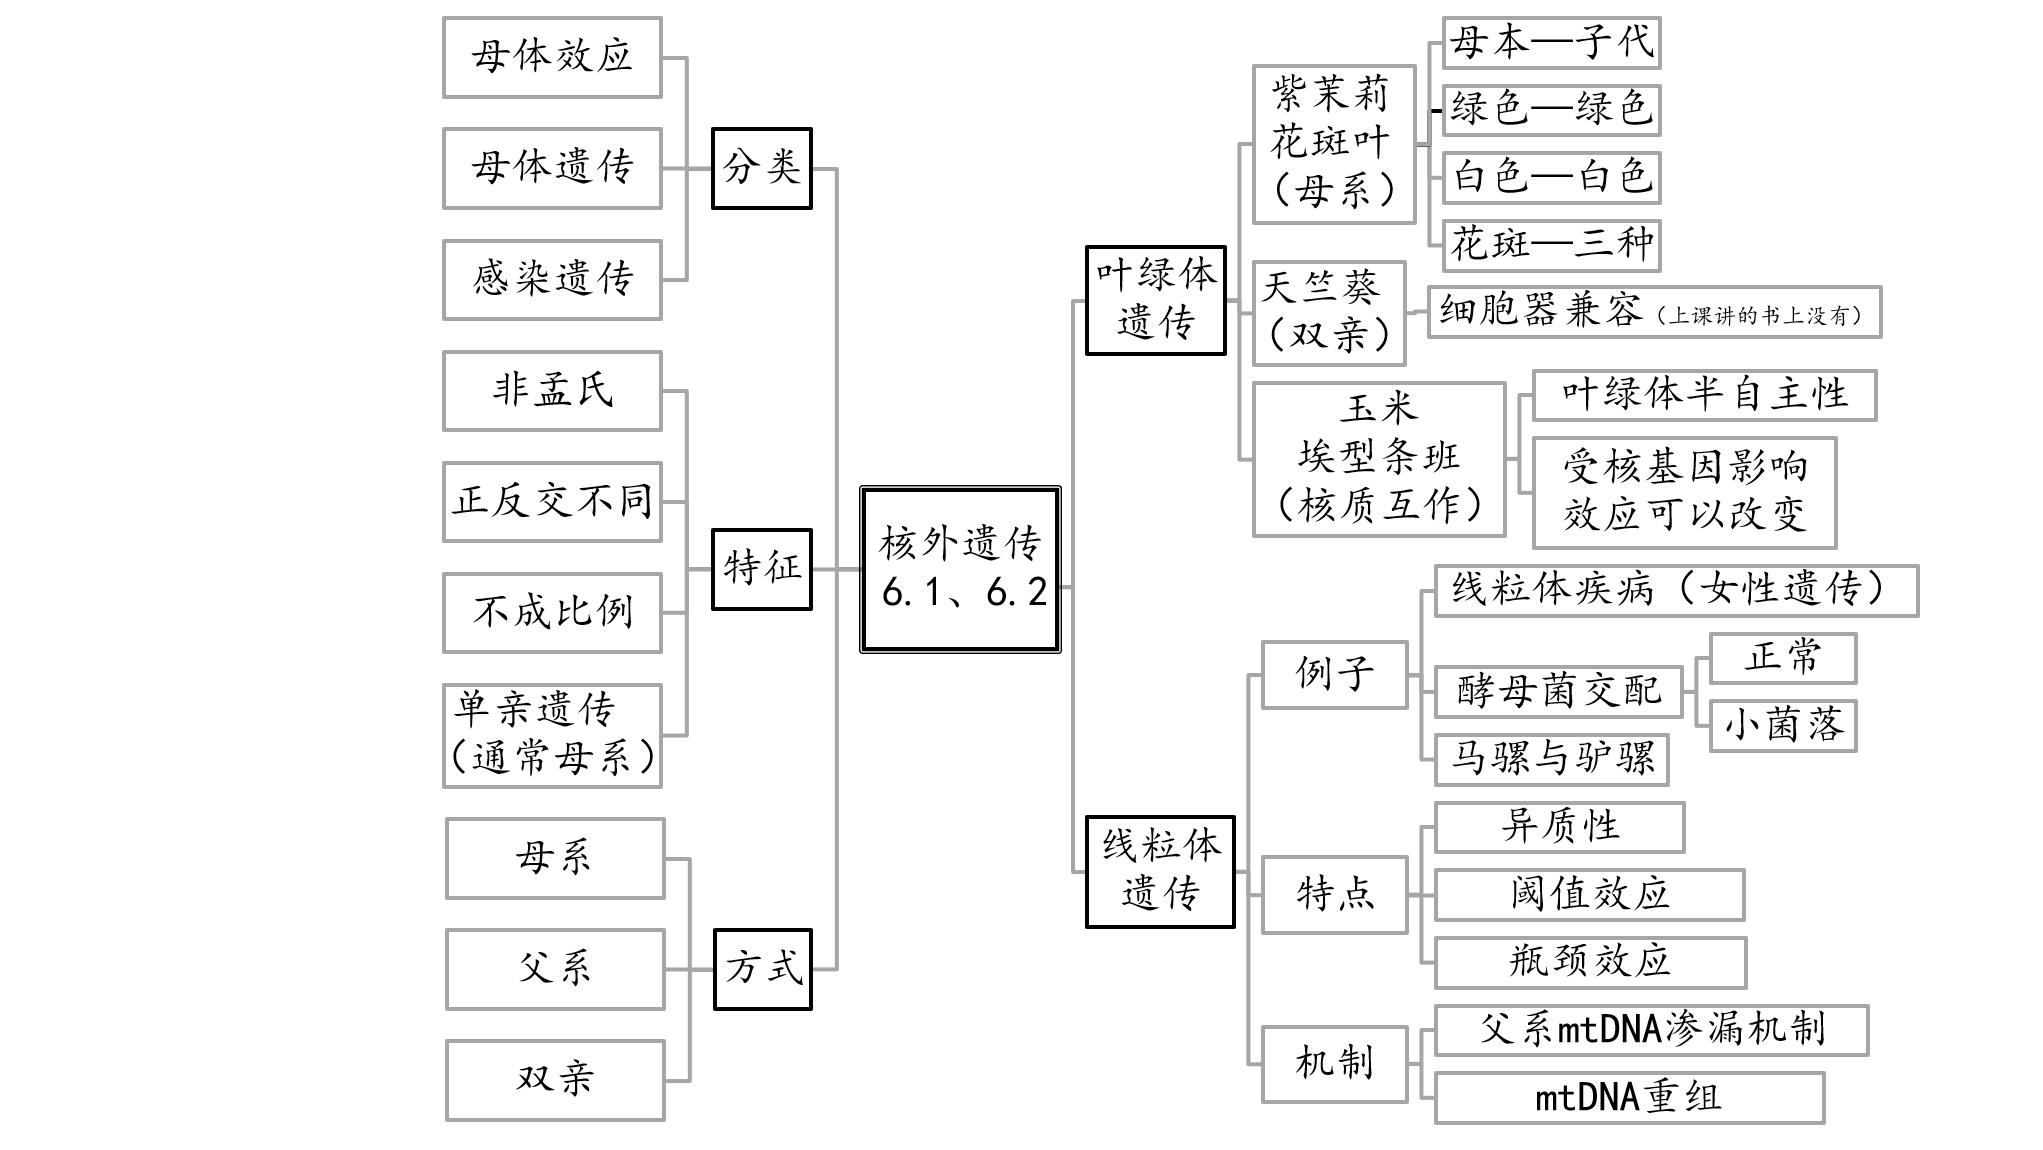 母体效应
母体遗传
感染遗传
分类
非孟氏
正反交不同
不成比例
单亲遗传
（通常母系）
特征
母系
父系
双亲
方式
核外遗传
6.1、6.2
叶绿体
遗传
紫茉莉
花斑叶
（母系）
母本—子代
绿色—绿色
白色—白色
花斑—三种
天竺葵
（双亲）
细胞器兼容（上课讲的书上没有）
玉米
埃型条班
（核质互作）
叶绿体半自主性
受核基因影响
效应可以改变
线粒体
遗传
例子
线粒体疾病（女性遗传）
酵母菌交配
正常
小菌落
马骡与驴骡
特点
异质性
阈值效应
瓶颈效应
机制
父系mtDNA渗漏机制
mtDNA重组